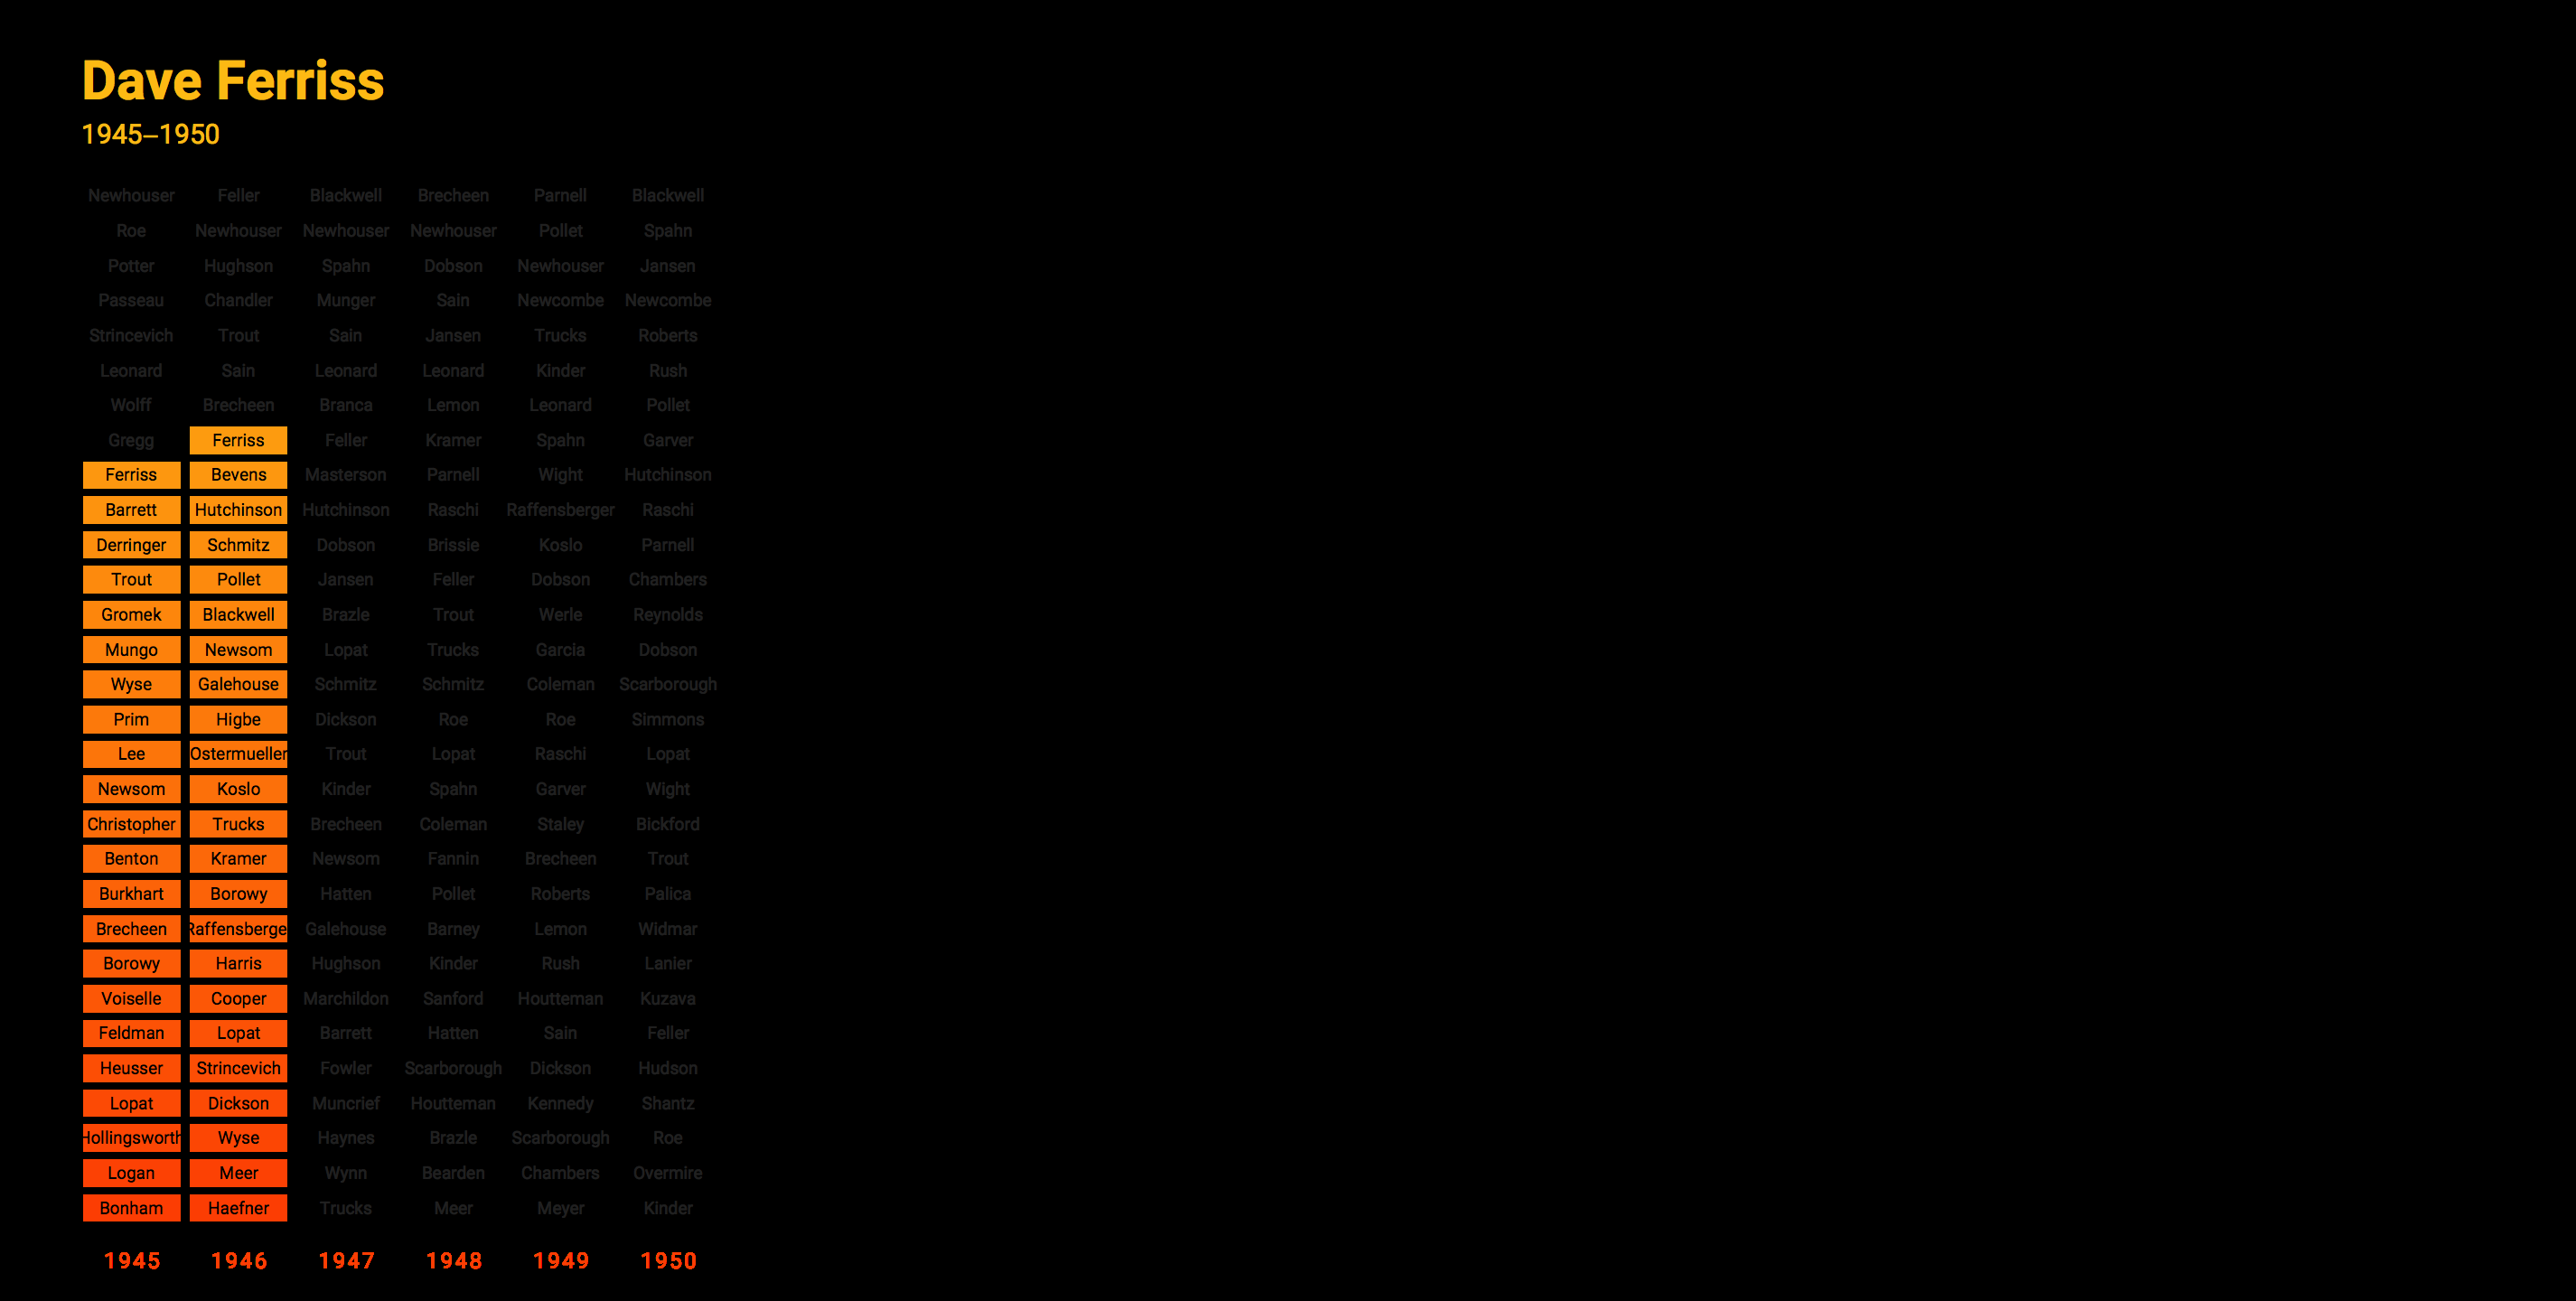 Dave Ferriss
1945–1950
Newhouser Feller Blackwell Brecheen Parnell Blackwell
Roe Newhouser Newhouser Newhouser Pollet Spahn
Potter Hughson Spahn Dobson Newhouser Jansen
Passeau Chandler Munger Sain Newcombe Newcombe
Strincevich Trout Sain Jansen Trucks Roberts
Leonard Sain Leonard Leonard Kinder Rush
Wolff Brecheen Branca Lemon Leonard Pollet
Gregg Ferriss Feller Kramer Spahn Garver
Ferriss Bevens Masterson Parnell Wight Hutchinson
Barrett Hutchinson Hutchinson Raschi Raffensberger Raschi
Derringer Schmitz Dobson Brissie Koslo Parnell
Trout Pollet Jansen Feller Dobson Chambers
Gromek Blackwell Brazle Trout Werle Reynolds
Mungo Newsom Lopat Trucks Garcia Dobson
Wyse Galehouse Schmitz Schmitz Coleman Scarborough
Prim Higbe Dickson Roe Roe Simmons
Lee Ostermueller Trout Lopat Raschi Lopat
Newsom Koslo Kinder Spahn Garver Wight
Christopher Trucks Brecheen Coleman Staley Bickford
Benton Kramer Newsom Fannin Brecheen Trout
Burkhart Borowy Hatten Pollet Roberts Palica
Brecheen Raffensberge Galehouse Barney Lemon Widmar
Borowy Harris Hughson Kinder Rush Lanier
Voiselle Cooper Marchildon Sanford Houtteman Kuzava
Feldman Lopat Barrett Hatten Sain Feller
Heusser Strincevich Fowler Scarborough Dickson Hudson
Lopat Dickson Muncrief Houtteman Kennedy Shantz
Hollingsworth Wyse Haynes Brazle Scarborough Roe
Logan Meer Wynn Bearden Chambers Overmire
Bonham Haefner Trucks Meer Meyer Kinder
1945 1946 1947 1948 1949 1950